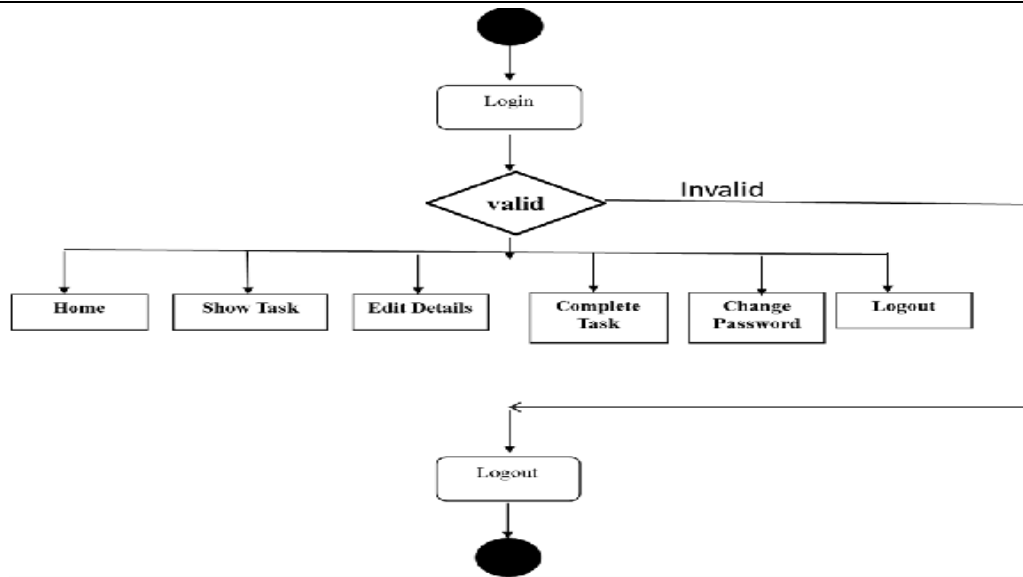 Login
valid
Invalid
Home
Show Task
Edit Details
Complete
Task
Change
Password
Logout
Logout